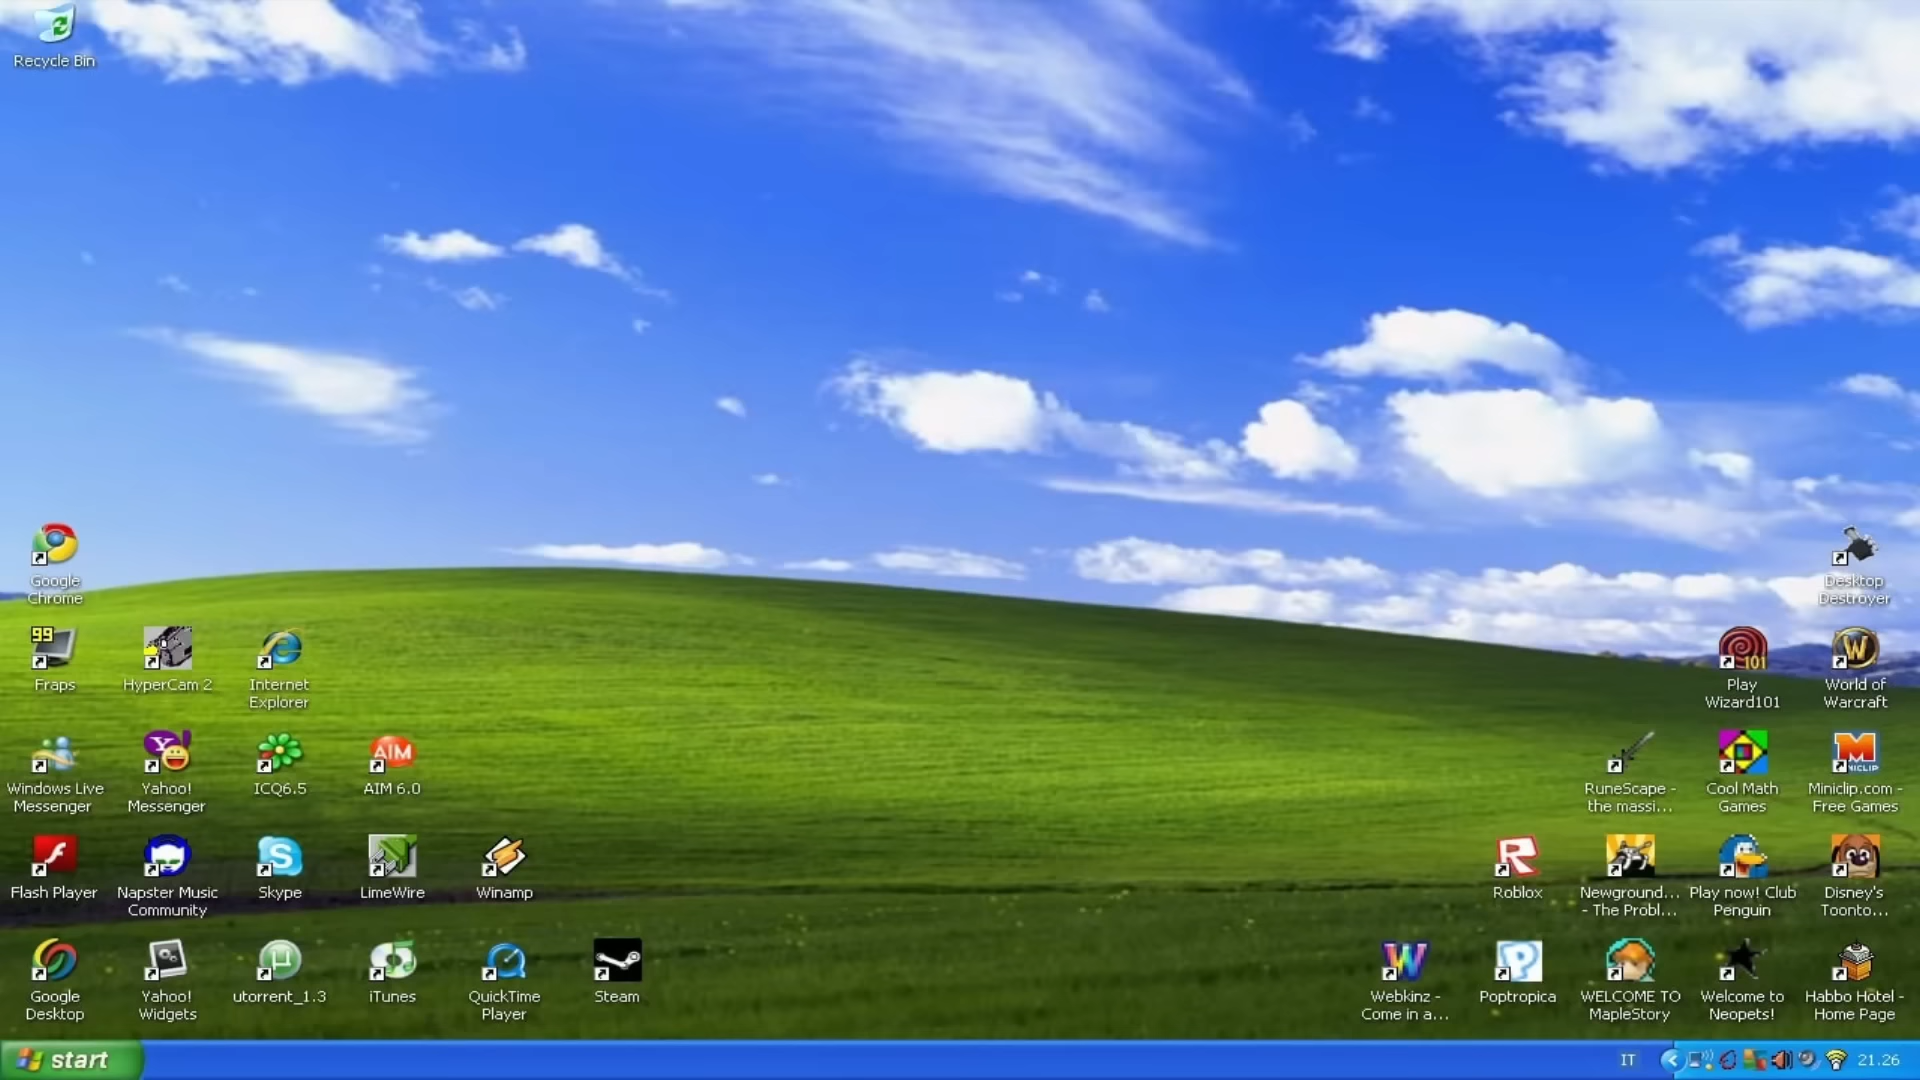 Recycle Bin
Google
Chrome
Desktop
Destroyer
99
Fraps
HyperCam 2
Internet
Explorer
101
Play
Wizard101
W
World of
Warcraft
Windows Live
Messenger
Y!
Yahoo!
Messenger
ICQ6.5
AIM
AIM 6.0
RuneScape -
the massi...
Cool Math
Games
M
MINICLIP
Miniclip.com -
Free Games
Flash Player
Napster Music
Community
S
Skype
LimeWire
Winamp
R
Roblox
Newground...
- The Probl...
Play now! Club
Penguin
Disney's
Toonto...
Google
Desktop
Yahoo!
Widgets
µ
utorrent_1.3
iTunes
QuickTime
Player
Steam
W
Webkinz -
Come in a...
P
Poptropica
WELCOME TO
MapleStory
Welcome to
Neopets!
Habbo Hotel -
Home Page
start
IT
21.26